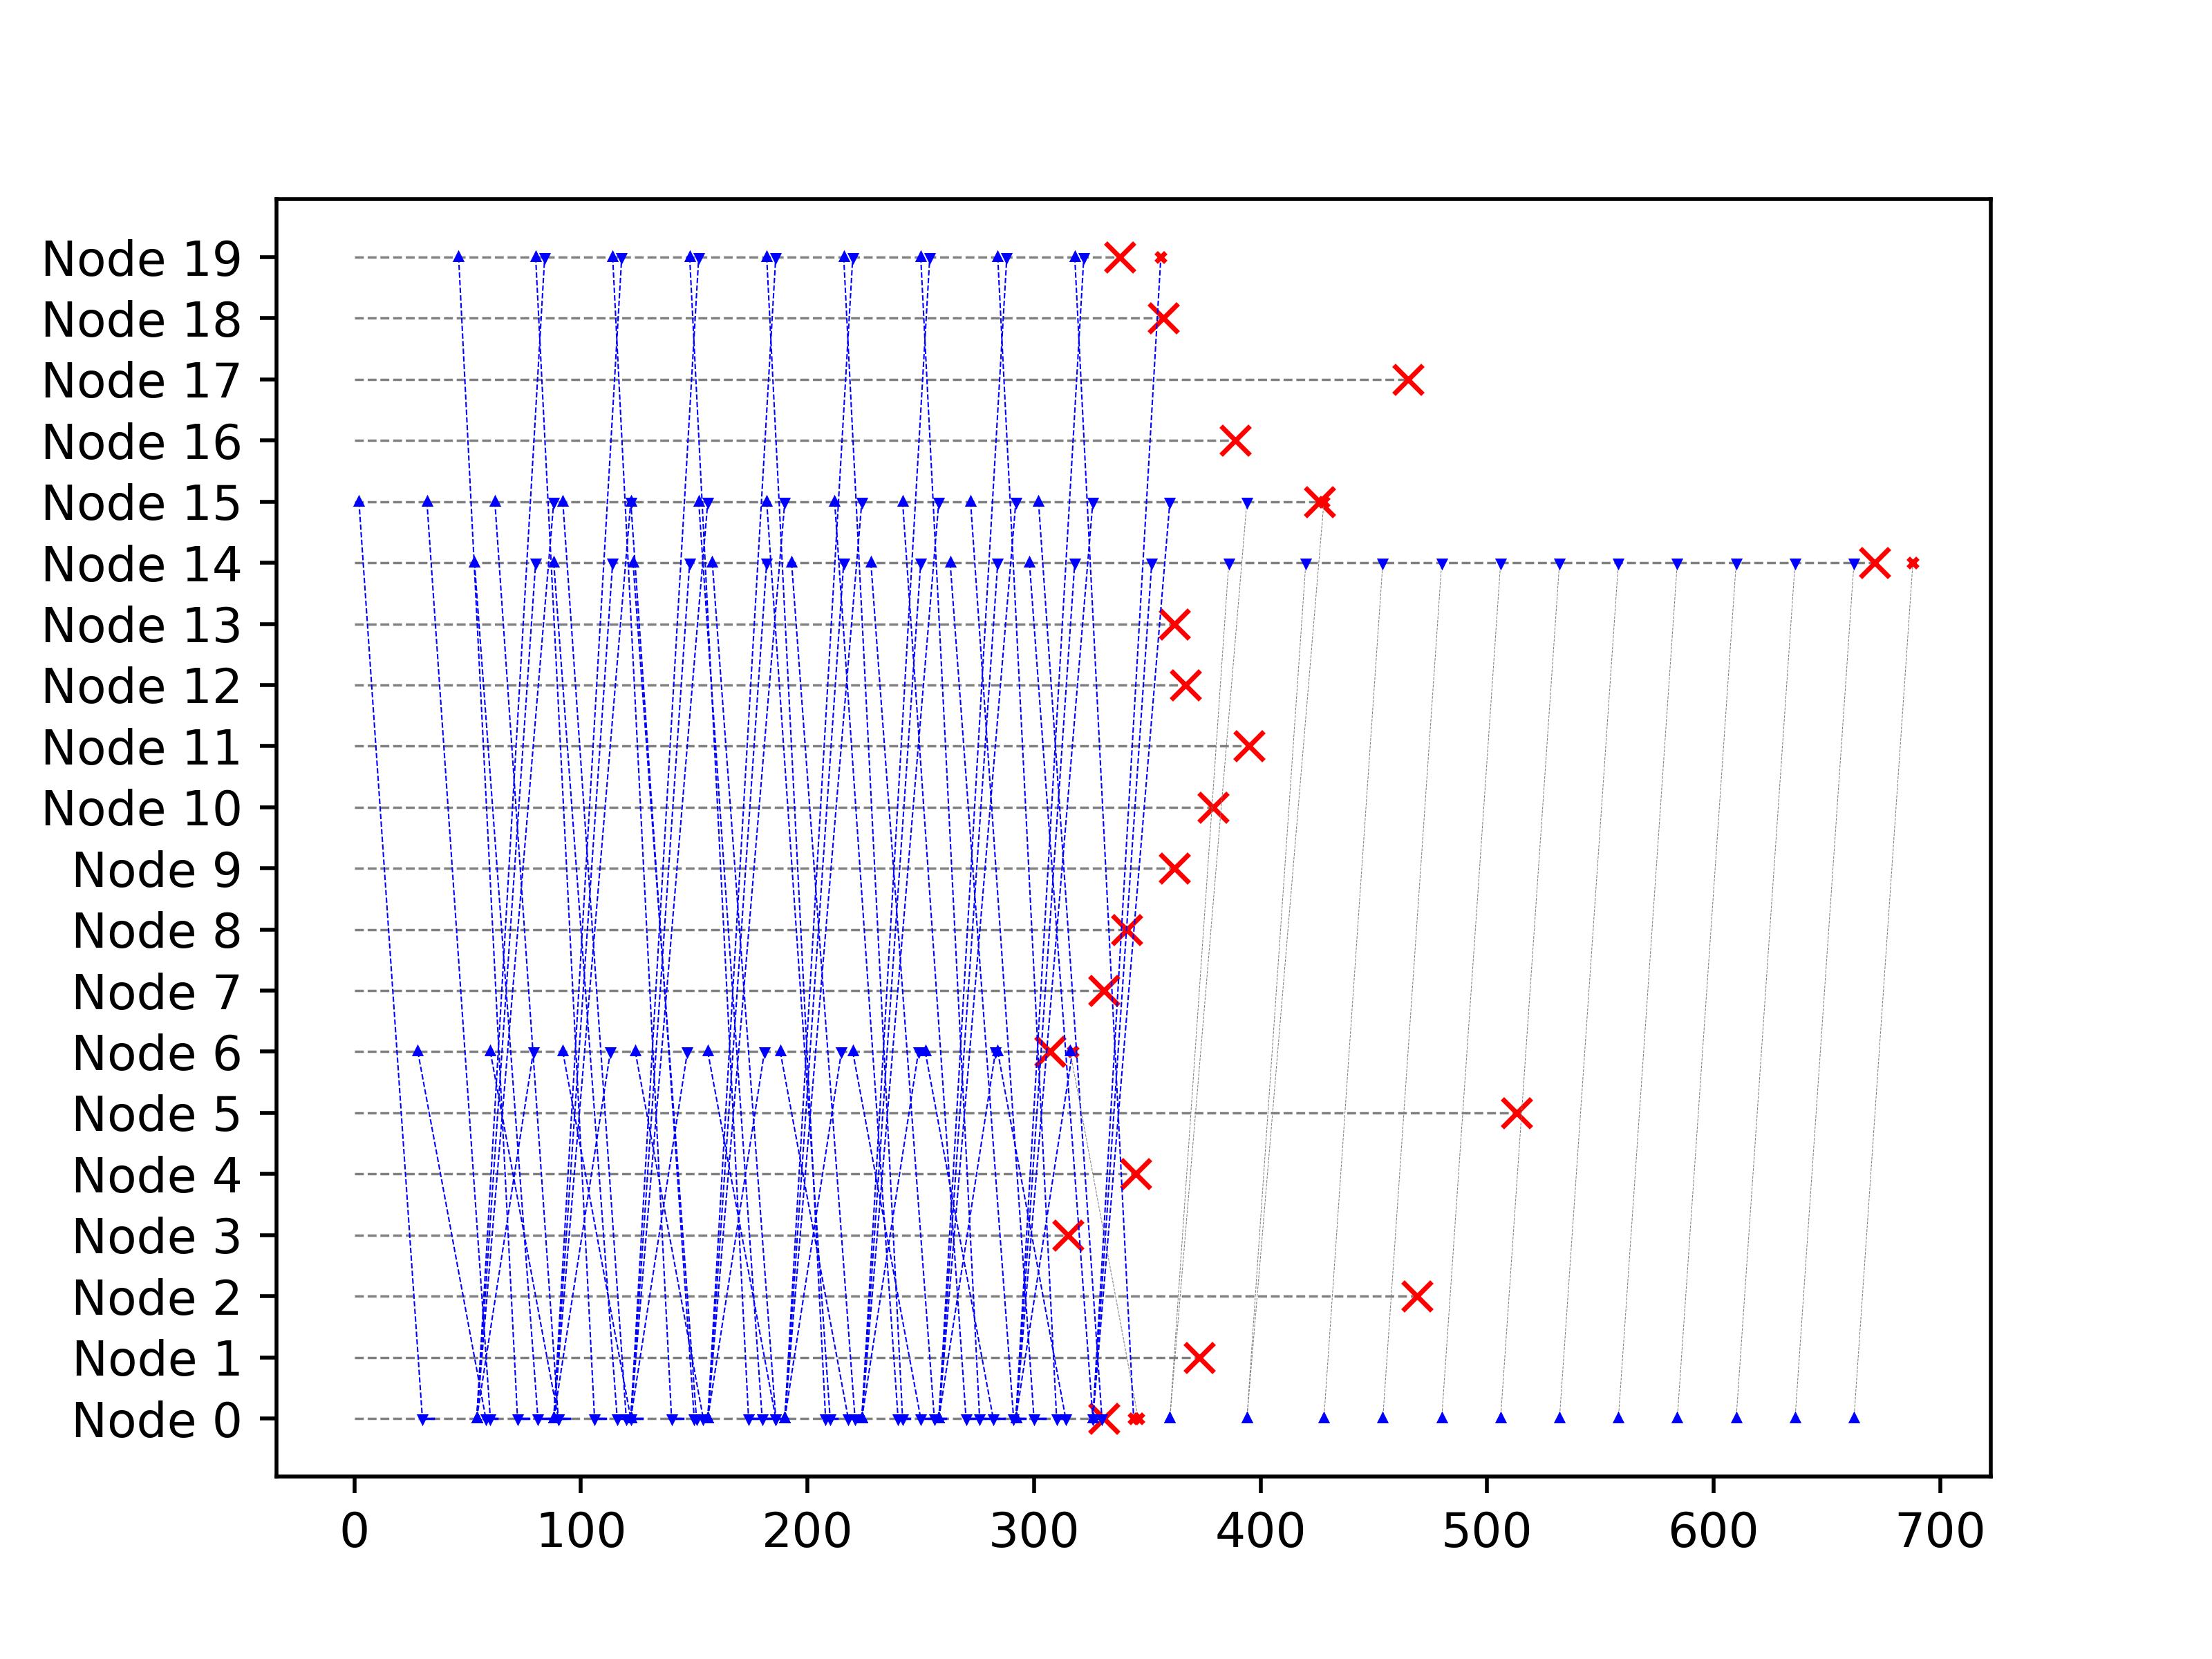 Node 19
Node 18
Node 17
Node 16
Node 15
Node 14
Node 13
Node 12
Node 11
Node 10
Node 9
Node 8
Node 7
Node 6
Node 5
Node 4
Node 3
Node 2
Node 1
Node 0
0 100 200 300 400 500 600 700